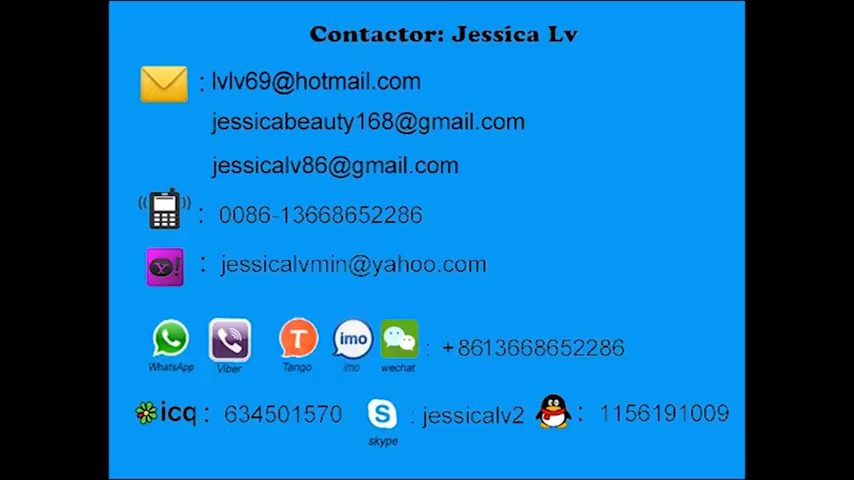 Contactor: Jessica Lv
: lvlv69@hotmail.com
jessicabeauty168@gmail.com
jessicalv86@gmail.com
: 0086-13668652286
Y! : jessicalvmin@yahoo.com
T imo
WhatsApp Viber Tango imo wechat : +8613668652286
icq : 634501570 S skype : jessicalv2 : 1156191009